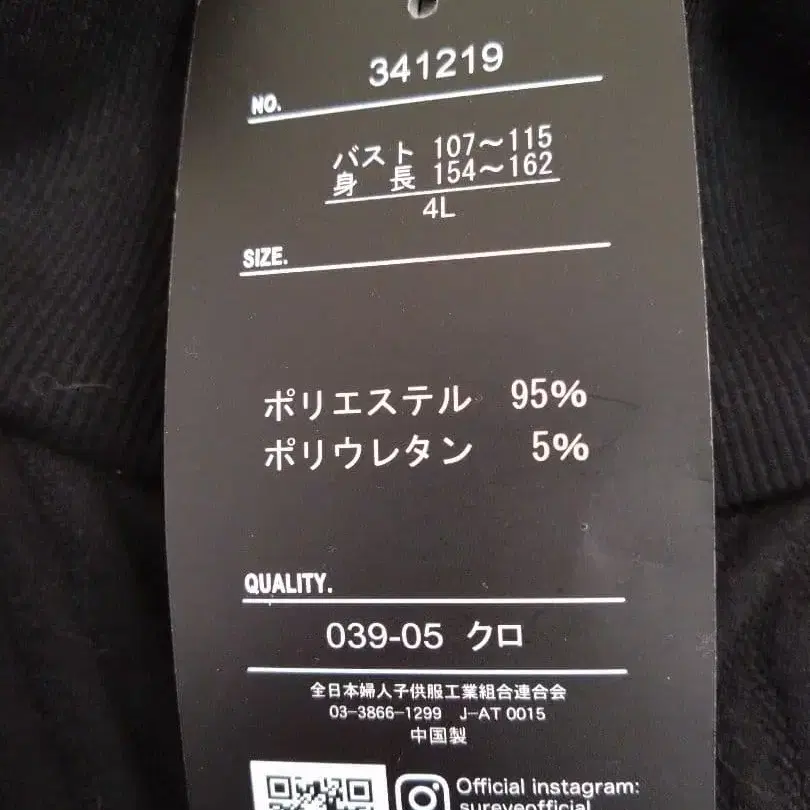 341219
NO.
バスト 107～115
身 長 154～162
4L
SIZE.
ポリエステル 95%
ポリウレタン 5%
QUALITY.
039-05 クロ
全日本婦人子供服工業組合連合会
03-3866-1299 J-AT 0015
中国製
Official instagram:
sureveofficial